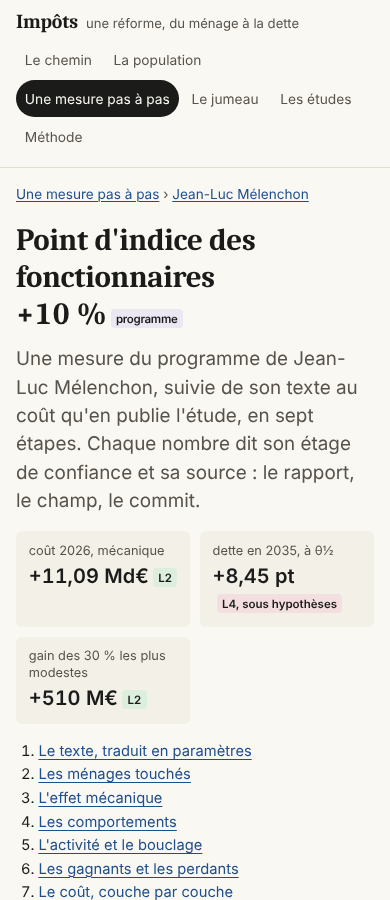 Impôts une réforme, du ménage à la dette
Le chemin La population
Une mesure pas à pas Le jumeau Les études
Méthode
Une mesure pas à pas › Jean-Luc Mélenchon
Point d'indice des
fonctionnaires
+10 % programme
Une mesure du programme de Jean-
Luc Mélenchon, suivie de son texte au
coût qu'en publie l'étude, en sept
étapes. Chaque nombre dit son étage
de confiance et sa source : le rapport,
le champ, le commit.
coût 2026, mécanique
+11,09 Md€ L2
dette en 2035, à θ½
+8,45 pt
L4, sous hypothèses
gain des 30 % les plus
modestes
+510 M€ L2
1. Le texte, traduit en paramètres
2. Les ménages touchés
3. L'effet mécanique
4. Les comportements
5. L'activité et le bouclage
6. Les gagnants et les perdants
7. Le coût, couche par couche